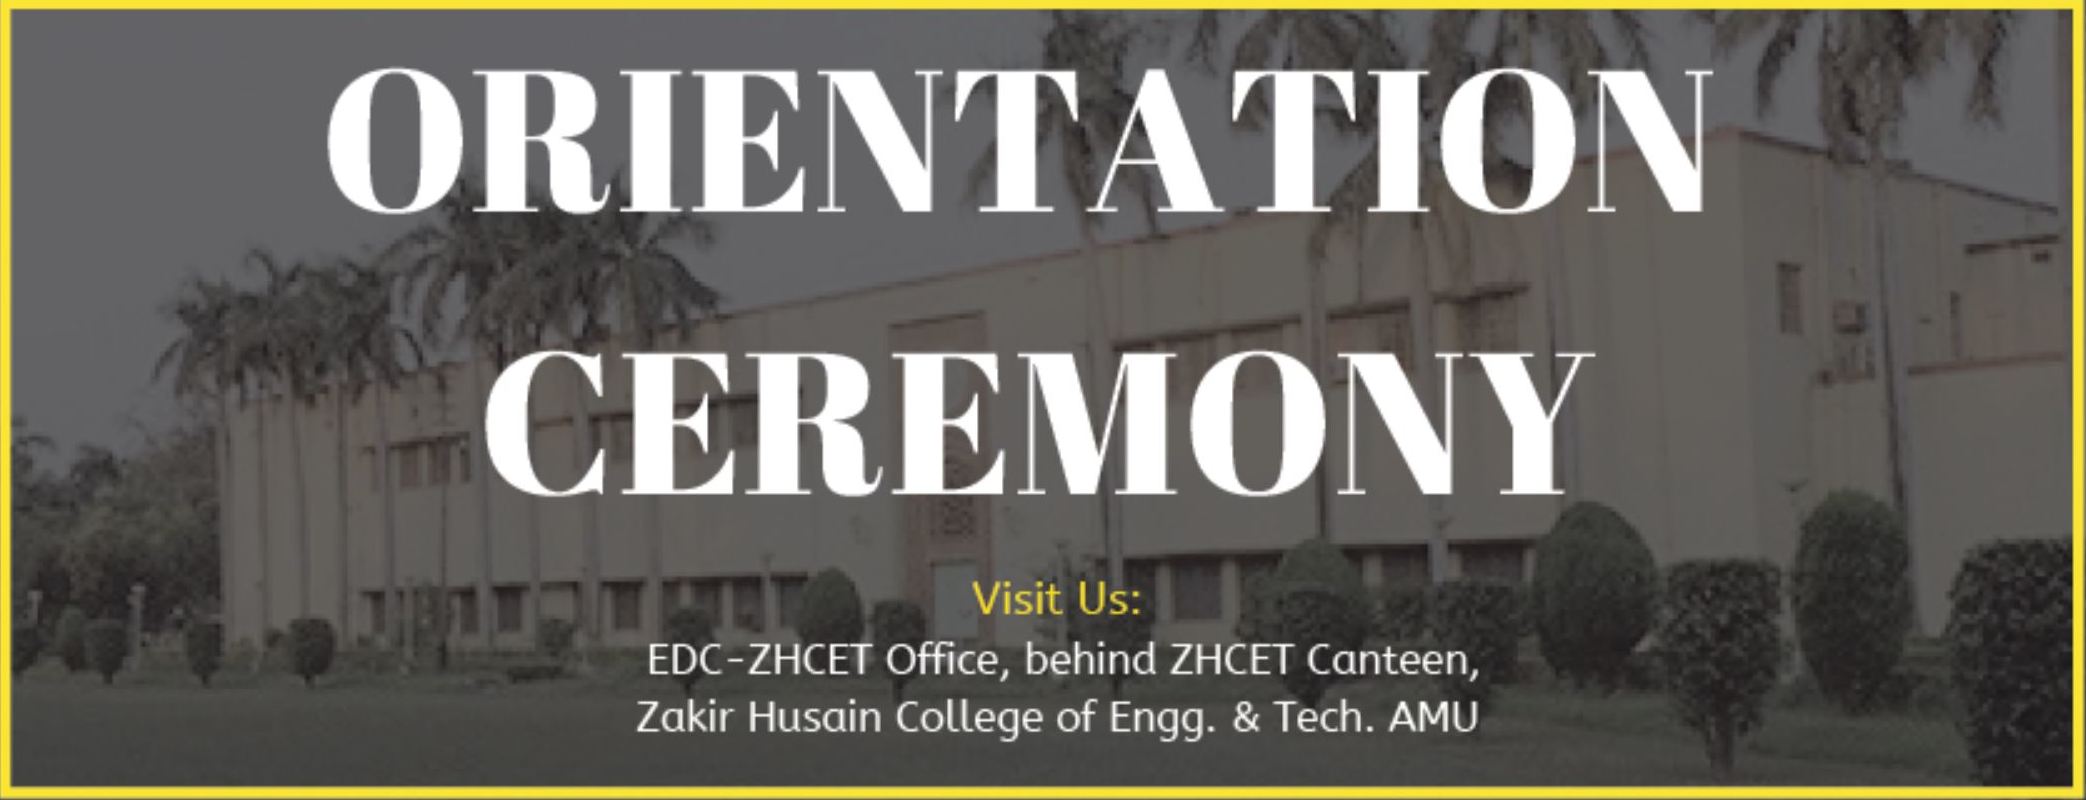 ORIENTATION
CEREMONY
Visit Us:
EDC-ZHCET Office, behind ZHCET Canteen,
Zakir Husain College of Engg. & Tech. AMU